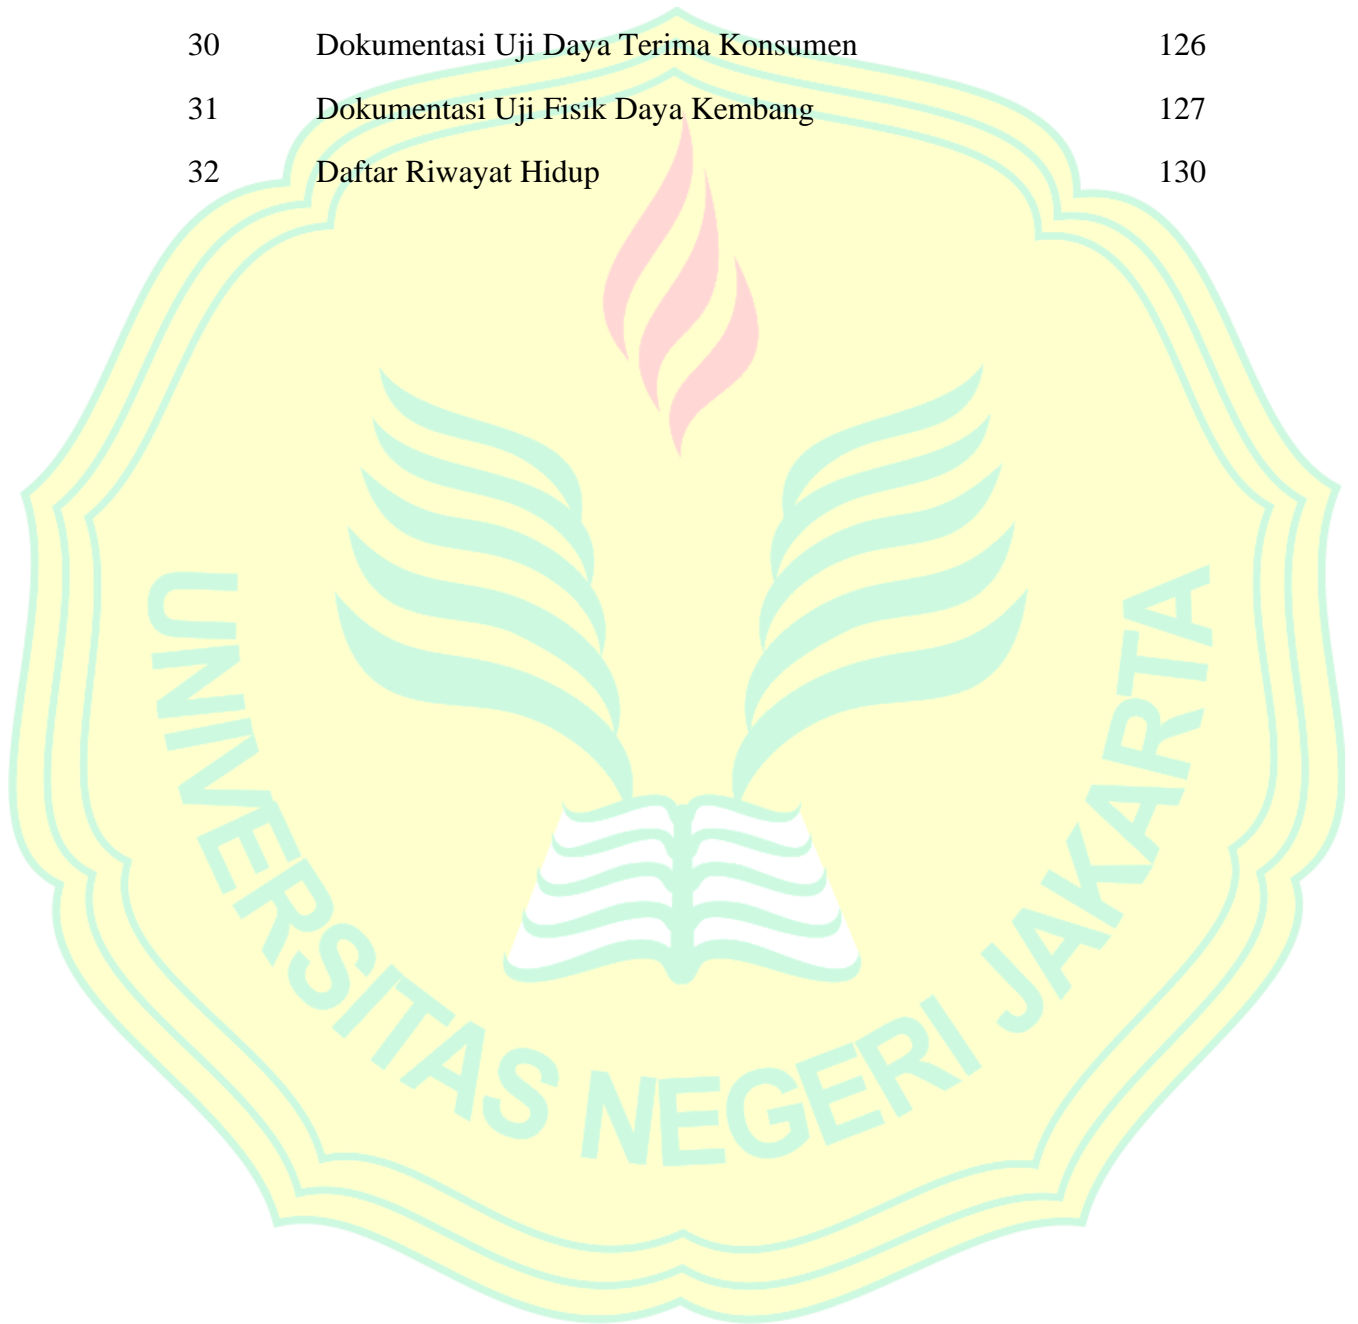 30 Dokumentasi Uji Daya Terima Konsumen 126
31 Dokumentasi Uji Fisik Daya Kembang 127
32 Daftar Riwayat Hidup 130
UNIVERSITAS NEGERI JAKARTA